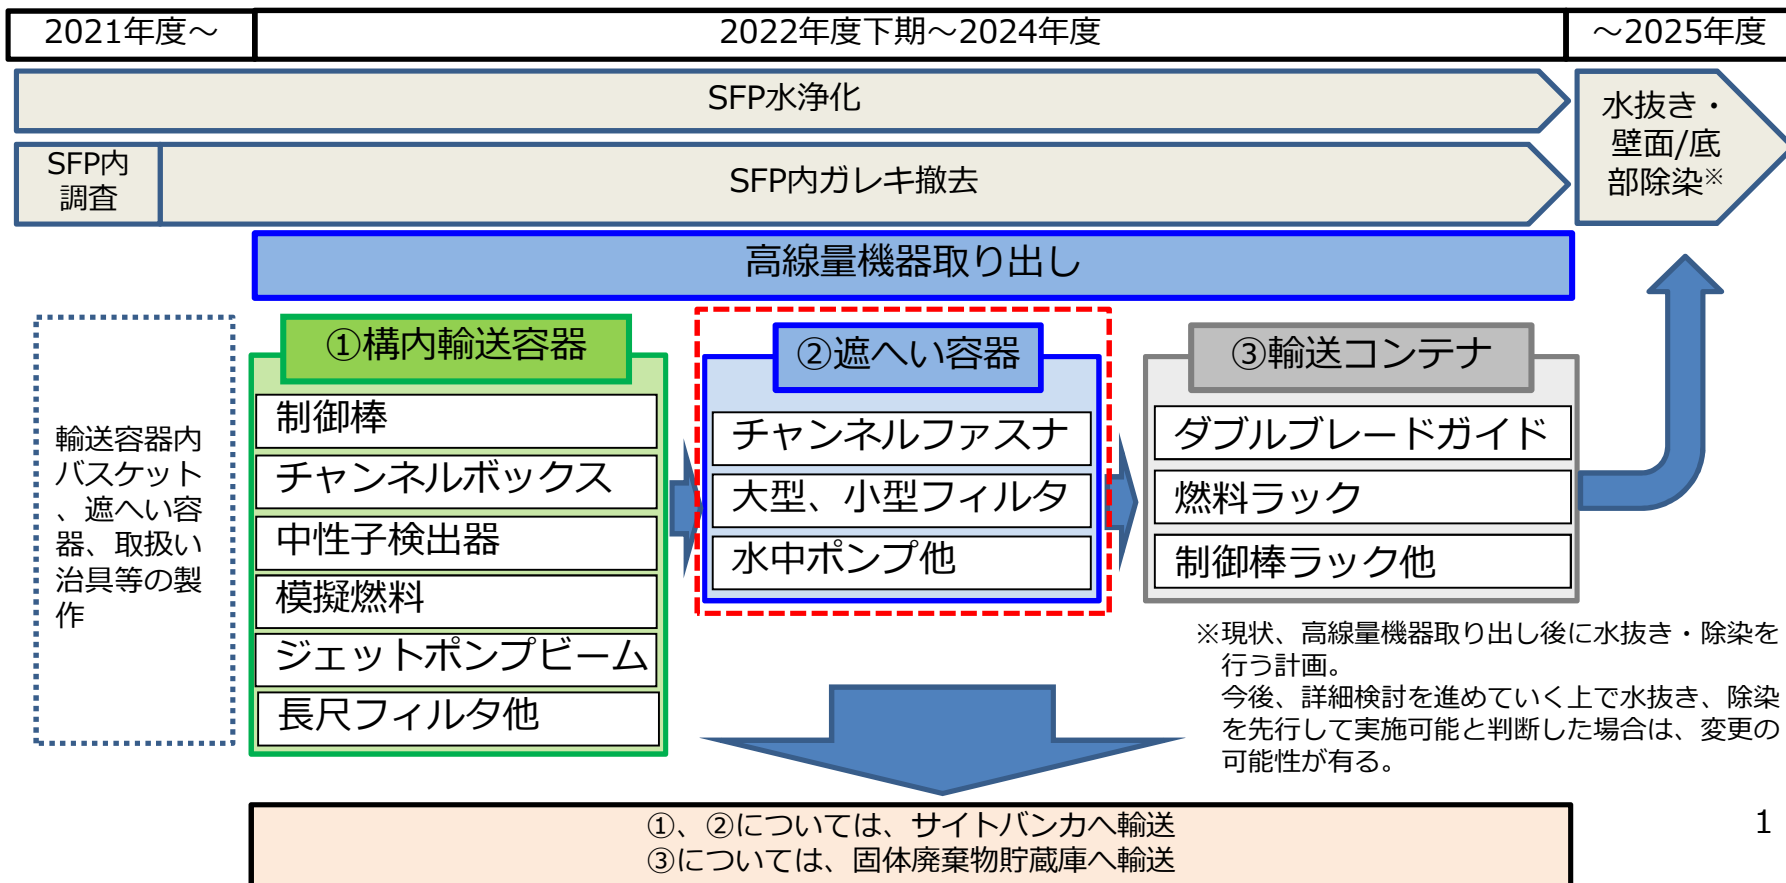 2021年度～
2022年度下期～2024年度
～2025年度
SFP水浄化
SFP内
調査
SFP内ガレキ撤去
水抜き・
壁面/底
部除染※
高線量機器取り出し
輸送容器内
バスケット
、遮へい容
器、取扱い
治具等の製
作
①構内輸送容器
制御棒
チャンネルボックス
中性子検出器
模擬燃料
ジェットポンプビーム
長尺フィルタ他
②遮へい容器
チャンネルファスナ
大型、小型フィルタ
水中ポンプ他
③輸送コンテナ
ダブルブレードガイド
燃料ラック
制御棒ラック他
※現状、高線量機器取り出し後に水抜き・除染を
行う計画。
今後、詳細検討を進めていく上で水抜き、除染
を先行して実施可能と判断した場合は、変更の
可能性が有る。
①、②については、サイトバンカへ輸送
③については、固体廃棄物貯蔵庫へ輸送
1